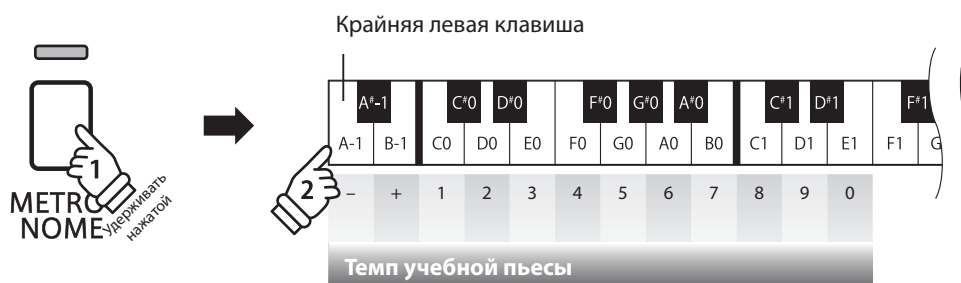 Крайняя левая клавиша
A#-1 C#0 D#0 F#0 G#0 A#0 C#1 D#1 F#1
A-1 B-1 C0 D0 E0 F0 G0 A0 B0 C1 D1 E1 F1 G
1
METRO
NOME
Удерживать
нажатой
2
– + 1 2 3 4 5 6 7 8 9 0
Темп учебной пьесы